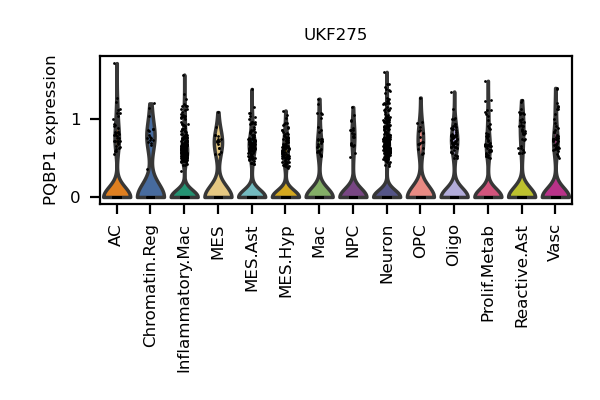 UKF275
PQBP1 expression
1
0
AC
Chromatin.Reg
Inflammatory.Mac
MES
MES.Ast
MES.Hyp
Mac
NPC
Neuron
OPC
Oligo
Prolif.Metab
Reactive.Ast
Vasc